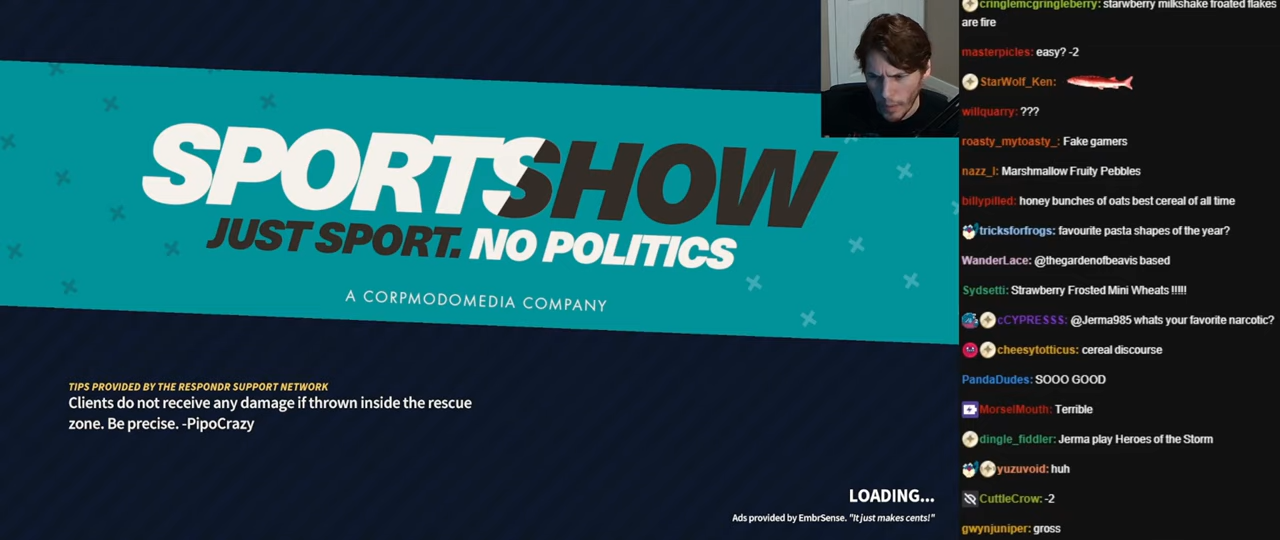 SPORTSHOW
JUST SPORT. NO POLITICS
A CORPMODOMEDIA COMPANY
TIPS PROVIDED BY THE RESPONDR SUPPORT NETWORK
Clients do not receive any damage if thrown inside the rescue
zone. Be precise. -PipoCrazy
LOADING...
Ads provided by EmbrSense. "It just makes cents!"
cringlemcgringleberry: starwberry milkshake froated flakes
are fire
masterpicles: easy? -2
StarWolf_Ken:
willquarry: ???
roasty_mytoasty_: Fake gamers
nazz_i: Marshmallow Fruity Pebbles
billypilled: honey bunches of oats best cereal of all time
tricksforfrogs: favourite pasta shapes of the year?
WanderLace: @thegardenofbeavis based
Sydsetti: Strawberry Frosted Mini Wheats !!!!!
cCYPRESSS: @Jerma985 whats your favorite narcotic?
cheesytotticus: cereal discourse
PandaDudes: SOOO GOOD
MorselMouth: Terrible
dingle_fiddler: Jerma play Heroes of the Storm
yuzuvoid: huh
CuttleCrow: -2
gwynjuniper: gross